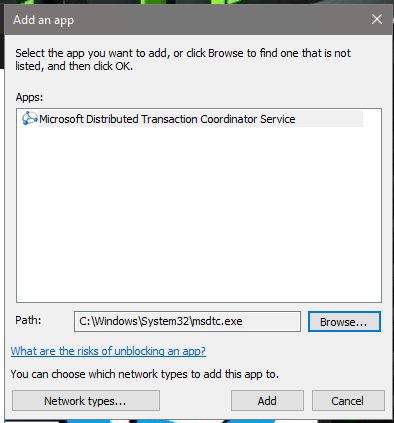 Add an app
Select the app you want to add, or click Browse to find one that is not
listed, and then click OK.
Apps:
Microsoft Distributed Transaction Coordinator Service
Path:
C:\Windows\System32\msdtc.exe
Browse...
What are the risks of unblocking an app?
You can choose which network types to add this app to.
Network types...
Add
Cancel